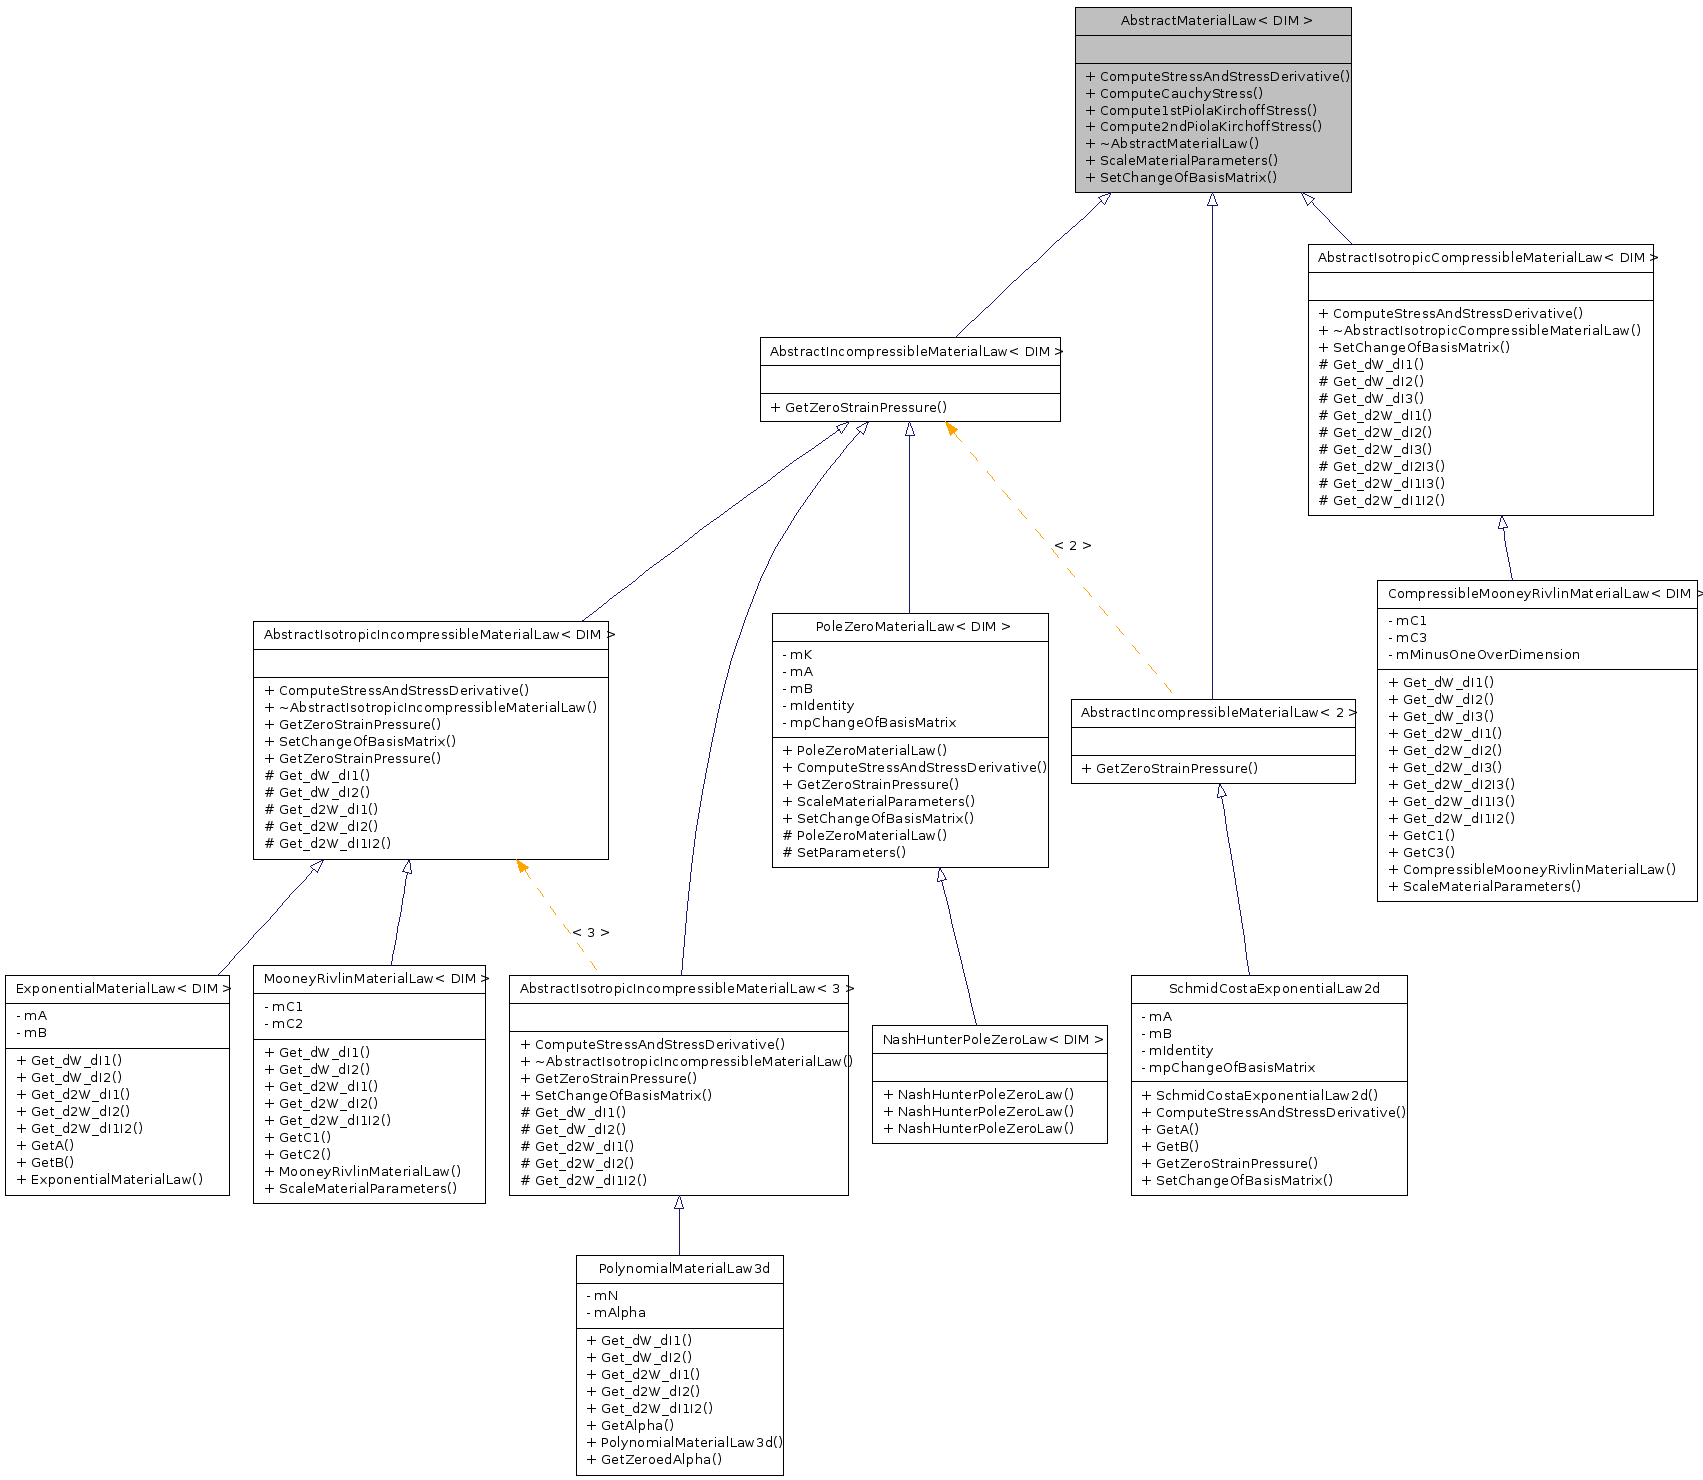 AbstractMaterialLaw< DIM >
+ ComputeStressAndStressDerivative()
+ ComputeCauchyStress()
+ Compute1stPiolaKirchoffStress()
+ Compute2ndPiolaKirchoffStress()
+ ~AbstractMaterialLaw()
+ ScaleMaterialParameters()
+ SetChangeOfBasisMatrix()
AbstractIsotropicCompressibleMaterialLaw< DIM >
+ ComputeStressAndStressDerivative()
+ ~AbstractIsotropicCompressibleMaterialLaw()
+ SetChangeOfBasisMatrix()
# Get_dW_dI1()
# Get_dW_dI2()
# Get_dW_dI3()
# Get_d2W_dI1()
# Get_d2W_dI2()
# Get_d2W_dI3()
# Get_d2W_dI2I3()
# Get_d2W_dI1I3()
# Get_d2W_dI1I2()
AbstractIncompressibleMaterialLaw< DIM >
+ GetZeroStrainPressure()
< 2 >
AbstractIsotropicIncompressibleMaterialLaw< DIM >
+ ComputeStressAndStressDerivative()
+ ~AbstractIsotropicIncompressibleMaterialLaw()
+ GetZeroStrainPressure()
+ SetChangeOfBasisMatrix()
+ GetZeroStrainPressure()
# Get_dW_dI1()
# Get_dW_dI2()
# Get_d2W_dI1()
# Get_d2W_dI2()
# Get_d2W_dI1I2()
PoleZeroMaterialLaw< DIM >
- mK
- mA
- mB
- mIdentity
- mpChangeOfBasisMatrix
+ PoleZeroMaterialLaw()
+ ComputeStressAndStressDerivative()
+ GetZeroStrainPressure()
+ ScaleMaterialParameters()
+ SetChangeOfBasisMatrix()
# PoleZeroMaterialLaw()
# SetParameters()
AbstractIncompressibleMaterialLaw< 2 >
+ GetZeroStrainPressure()
CompressibleMooneyRivlinMaterialLaw< DIM >
- mC1
- mC3
- mMinusOneOverDimension
+ Get_dW_dI1()
+ Get_dW_dI2()
+ Get_dW_dI3()
+ Get_d2W_dI1()
+ Get_d2W_dI2()
+ Get_d2W_dI3()
+ Get_d2W_dI2I3()
+ Get_d2W_dI1I3()
+ Get_d2W_dI1I2()
+ GetC1()
+ GetC3()
+ CompressibleMooneyRivlinMaterialLaw()
+ ScaleMaterialParameters()
< 3 >
ExponentialMaterialLaw< DIM >
- mA
- mB
+ Get_dW_dI1()
+ Get_dW_dI2()
+ Get_d2W_dI1()
+ Get_d2W_dI2()
+ Get_d2W_dI1I2()
+ GetA()
+ GetB()
+ ExponentialMaterialLaw()
MooneyRivlinMaterialLaw< DIM >
- mC1
- mC2
+ Get_dW_dI1()
+ Get_dW_dI2()
+ Get_d2W_dI1()
+ Get_d2W_dI2()
+ Get_d2W_dI1I2()
+ GetC1()
+ GetC2()
+ MooneyRivlinMaterialLaw()
+ ScaleMaterialParameters()
AbstractIsotropicIncompressibleMaterialLaw< 3 >
+ ComputeStressAndStressDerivative()
+ ~AbstractIsotropicIncompressibleMaterialLaw()
+ GetZeroStrainPressure()
+ SetChangeOfBasisMatrix()
# Get_dW_dI1()
# Get_dW_dI2()
# Get_d2W_dI1()
# Get_d2W_dI2()
# Get_d2W_dI1I2()
NashHunterPoleZeroLaw< DIM >
+ NashHunterPoleZeroLaw()
+ NashHunterPoleZeroLaw()
+ NashHunterPoleZeroLaw()
SchmidCostaExponentialLaw2d
- mA
- mB
- mIdentity
- mpChangeOfBasisMatrix
+ SchmidCostaExponentialLaw2d()
+ ComputeStressAndStressDerivative()
+ GetA()
+ GetB()
+ GetZeroStrainPressure()
+ SetChangeOfBasisMatrix()
PolynomialMaterialLaw3d
- mN
- mAlpha
+ Get_dW_dI1()
+ Get_dW_dI2()
+ Get_d2W_dI1()
+ Get_d2W_dI2()
+ Get_d2W_dI1I2()
+ GetAlpha()
+ PolynomialMaterialLaw3d()
+ GetZeroedAlpha()